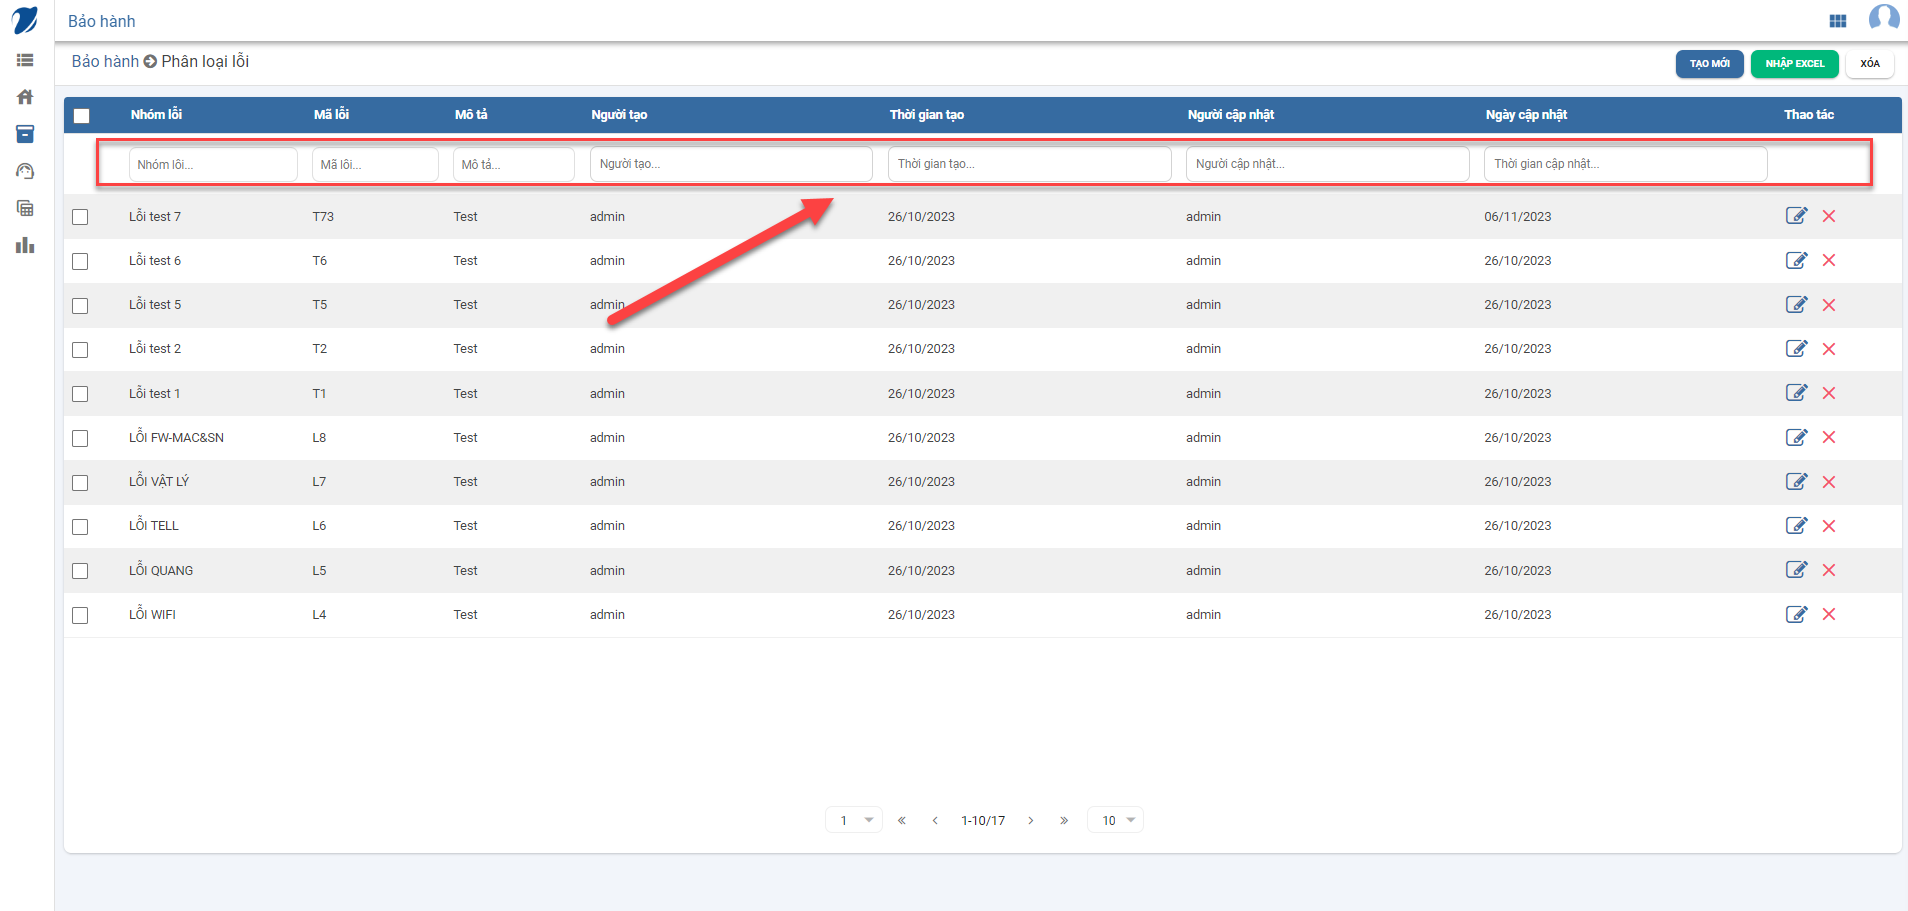 Bảo hành
Bảo hành Phân loại lỗi
TẠO MỚI NHẬP EXCEL XÓA
Nhóm lỗi Mã lỗi Mô tả Người tạo Thời gian tạo Người cập nhật Ngày cập nhật Thao tác
Nhóm lỗi... Mã lỗi... Mô tả... Người tạo... Thời gian tạo... Người cập nhật... Thời gian cập nhật...
Lỗi test 7 T73 Test admin 26/10/2023 admin 06/11/2023
Lỗi test 6 T6 Test admin 26/10/2023 admin 26/10/2023
Lỗi test 5 T5 Test admin 26/10/2023 admin 26/10/2023
Lỗi test 2 T2 Test admin 26/10/2023 admin 26/10/2023
Lỗi test 1 T1 Test admin 26/10/2023 admin 26/10/2023
LỖI FW-MAC&SN L8 Test admin 26/10/2023 admin 26/10/2023
LỖI VẬT LÝ L7 Test admin 26/10/2023 admin 26/10/2023
LỖI TELL L6 Test admin 26/10/2023 admin 26/10/2023
LỖI QUANG L5 Test admin 26/10/2023 admin 26/10/2023
LỖI WIFI L4 Test admin 26/10/2023 admin 26/10/2023
1 « ‹ 1-10/17 › » 10